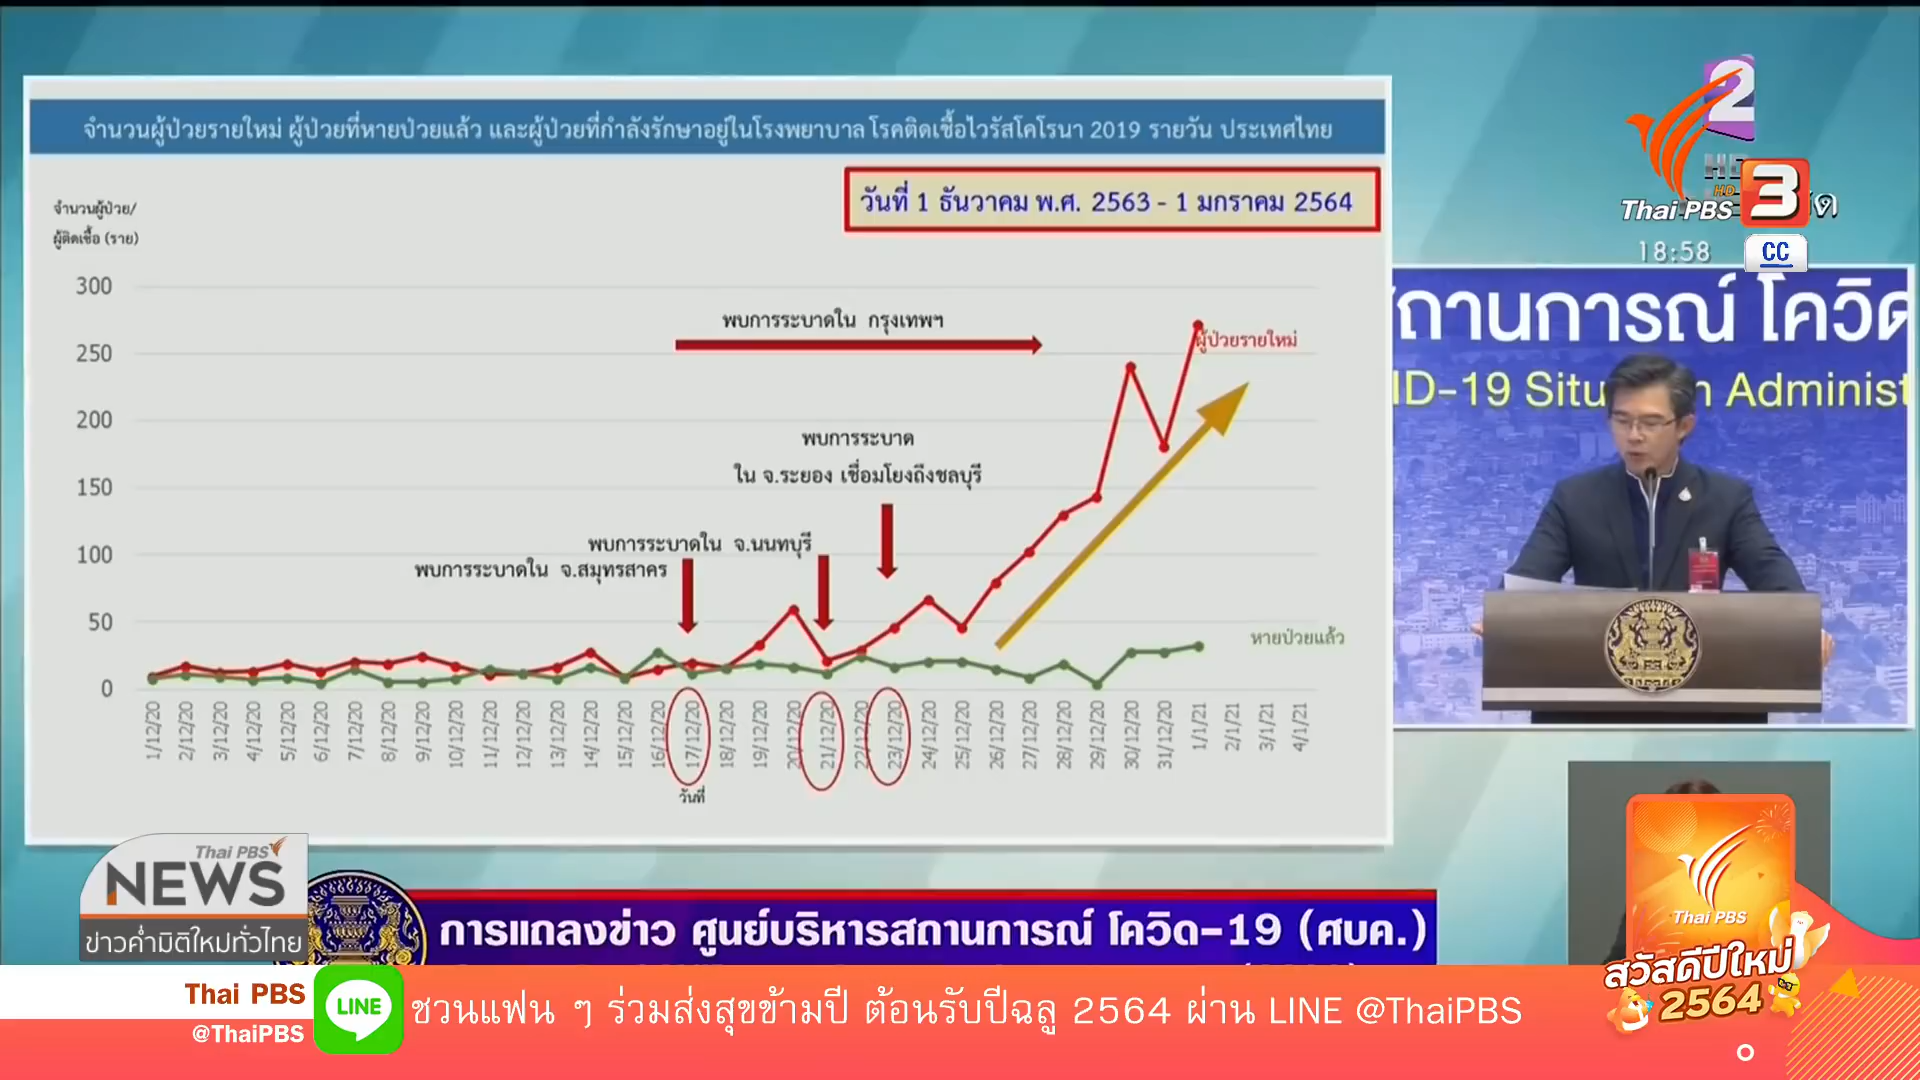 จำนวนผู้ป่วยรายใหม่ ผู้ป่วยที่หายป่วยแล้ว และผู้ป่วยที่กำลังรักษาอยู่ในโรงพยาบาล โรคติดเชื้อไวรัสโคโรนา 2019 รายวัน ประเทศไทย
วันที่ 1 ธันวาคม พ.ศ. 2563 - 1 มกราคม 2564
จำนวนผู้ป่วย/
ผู้ติดเชื้อ (ราย)
300
250
200
150
100
50
0
พบการระบาดใน กรุงเทพฯ
ผู้ป่วยรายใหม่
พบการระบาด
ใน จ.ระยอง เชื่อมโยงถึงชลบุรี
พบการระบาดใน จ.นนทบุรี
พบการระบาดใน จ.สมุทรสาคร
หายป่วยแล้ว
1/12/20
2/12/20
3/12/20
4/12/20
5/12/20
6/12/20
7/12/20
8/12/20
9/12/20
10/12/20
11/12/20
12/12/20
13/12/20
14/12/20
15/12/20
16/12/20
17/12/20
18/12/20
19/12/20
20/12/20
21/12/20
22/12/20
23/12/20
24/12/20
25/12/20
26/12/20
27/12/20
28/12/20
29/12/20
30/12/20
31/12/20
1/1/21
2/1/21
3/1/21
4/1/21
วันที่
2
HD
Thai PBS 3
18:58
CC
ถานการณ์ โควิด
ID-19 Situ n Administ
Thai PBS
NEWS
ข่าวค่ำมิติใหม่ทั่วไทย
การแถลงข่าว ศูนย์บริหารสถานการณ์ โควิด-19 (ศบค.)
Thai PBS
@ThaiPBS
LINE
ชวนแฟน ๆ ร่วมส่งสุขข้ามปี ต้อนรับปีฉลู 2564 ผ่าน LINE @ThaiPBS
Thai PBS
สวัสดีปีใหม่
2564